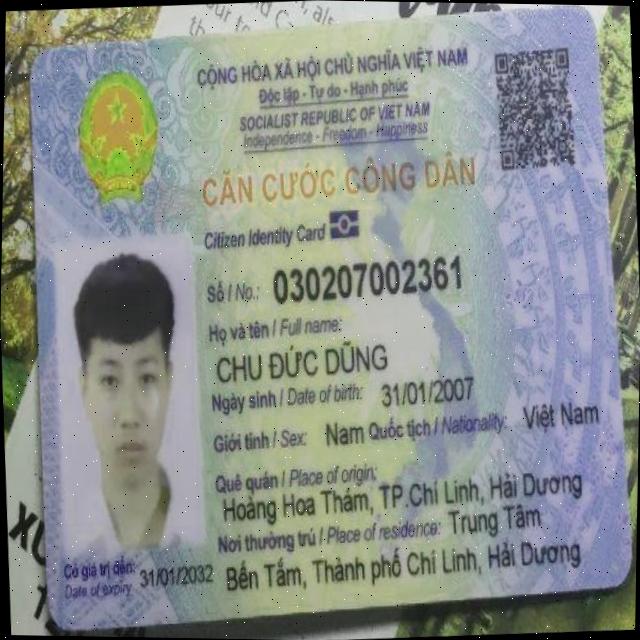 CỘNG HÒA XÃ HỘI CHỦ NGHĨA VIỆT NAM
Độc lập - Tự do - Hạnh phúc
SOCIALIST REPUBLIC OF VIET NAM
Independence - Freedom - Happiness
CĂN CƯỚC CÔNG DÂN
Citizen Identity Card
Số / No.: 030207002361
Họ và tên / Full name:
CHU ĐỨC DŨNG
Ngày sinh / Date of birth: 31/01/2007
Giới tính / Sex: Nam Quốc tịch / Nationality: Việt Nam
Quê quán / Place of origin:
Hoàng Hoa Thám, TP.Chí Linh, Hải Dương
Nơi thường trú / Place of residence: Trung Tâm
Bến Tắm, Thành phố Chí Linh, Hải Dương
Có giá trị đến: 31/01/2032
Date of expiry